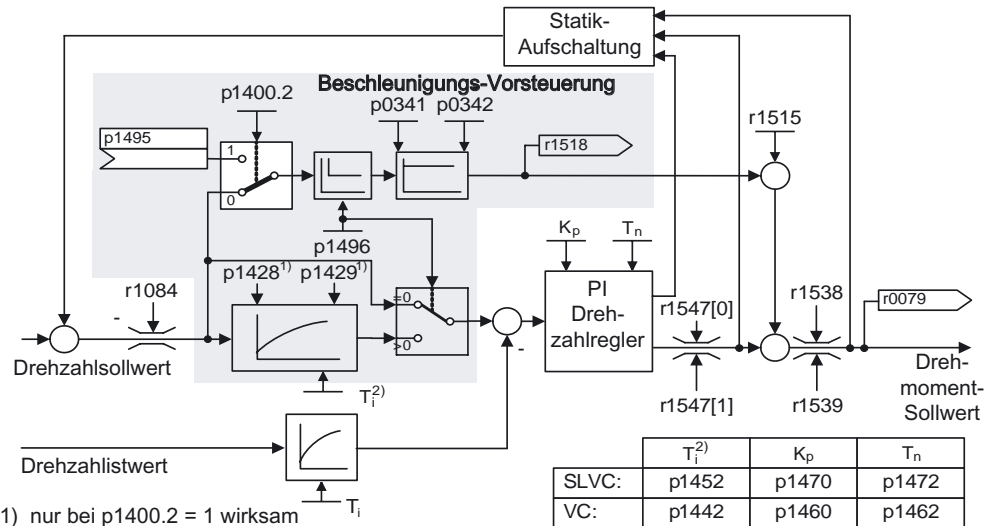 Statik-
Aufschaltung
Beschleunigungs-Vorsteuerung
p1400.2
p0341
p0342
r1515
p1495
1
0
r1518
p1496
Kp
Tn
p1428¹⁾
p1429¹⁾
r1084
-
=0
>0
-
PI
Dreh-
zahlregler
r1547[0]
r1547[1]
r1538
r1539
r0079
Drehzahlsollwert
Dreh-
moment-
Sollwert
Ti²⁾
Drehzahlistwert
Ti
Ti²⁾ Kp Tn
SLVC: p1452 p1470 p1472
VC: p1442 p1460 p1462
1) nur bei p1400.2 = 1 wirksam